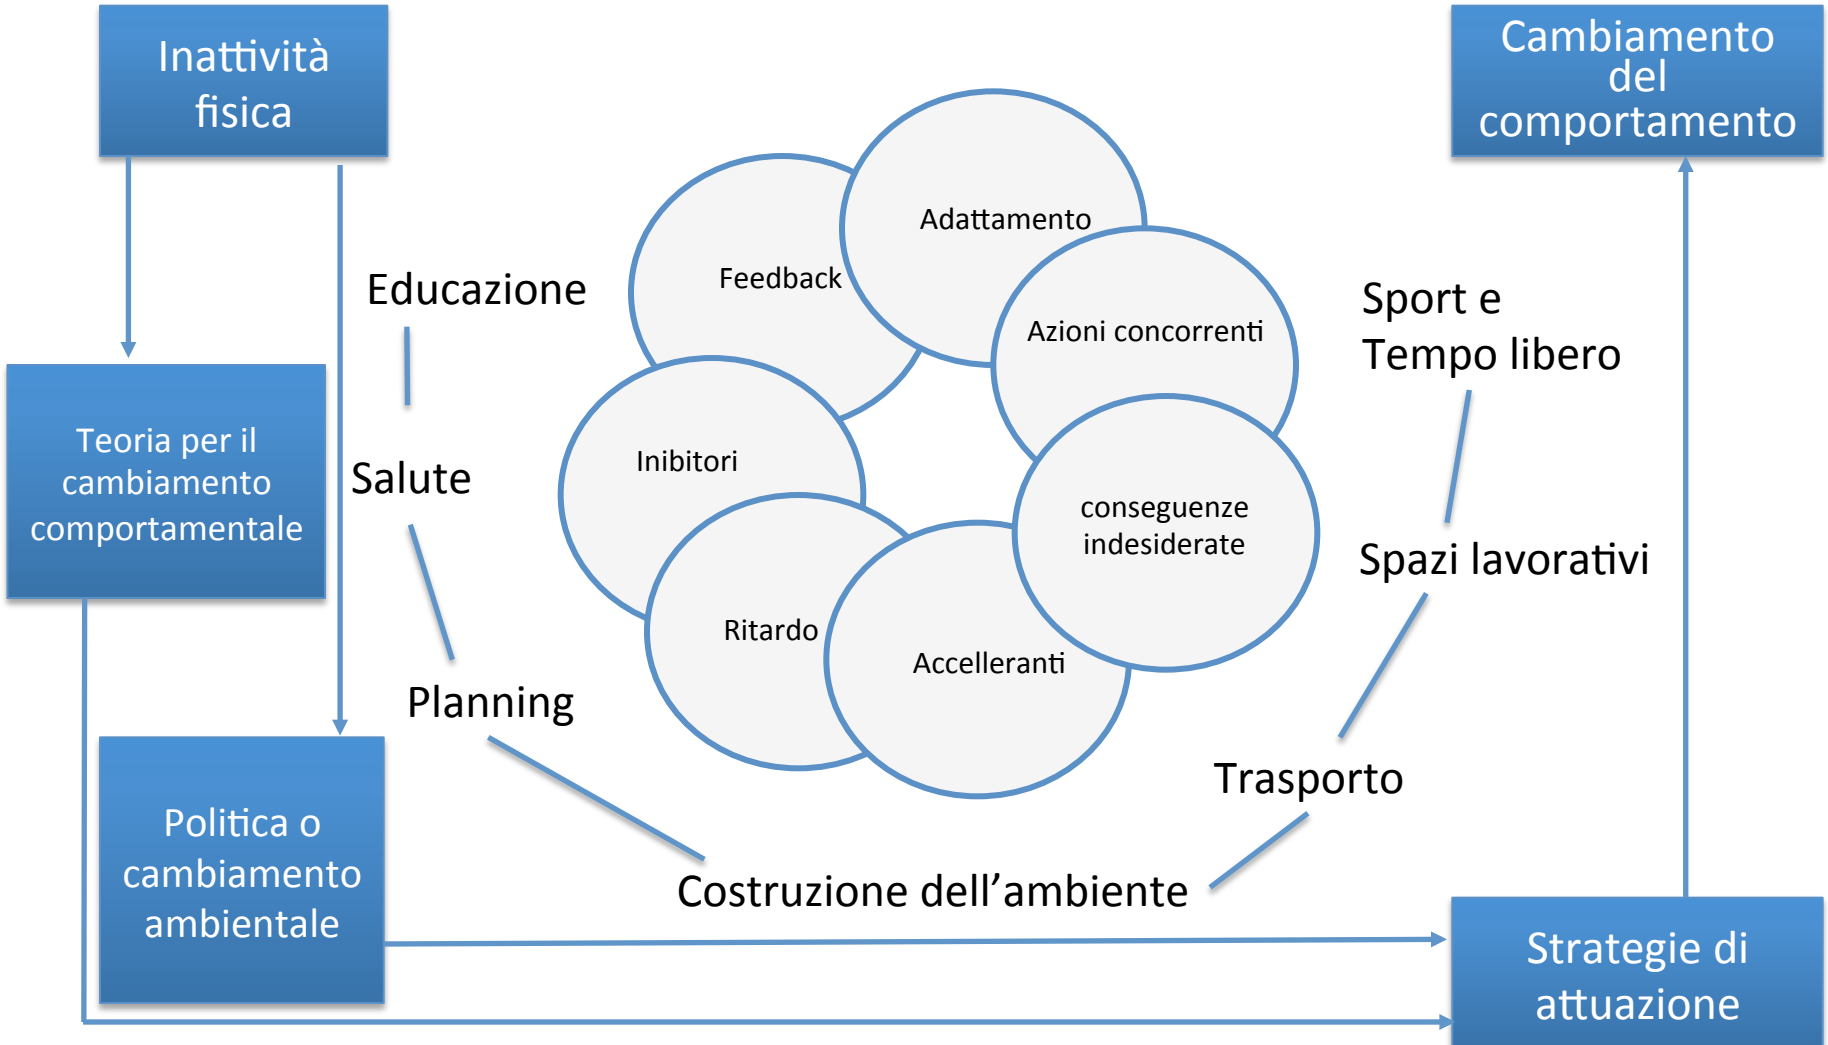 Inattività
fisica
Cambiamento
del
comportamento
Adattamento
Feedback
Educazione
Azioni concorrenti
Sport e
Tempo libero
Teoria per il
cambiamento
comportamentale
Salute
Inibitori
conseguenze
indesiderate
Spazi lavorativi
Ritardo
Accelleranti
Planning
Trasporto
Politica o
cambiamento
ambientale
Costruzione dell’ambiente
Strategie di
attuazione